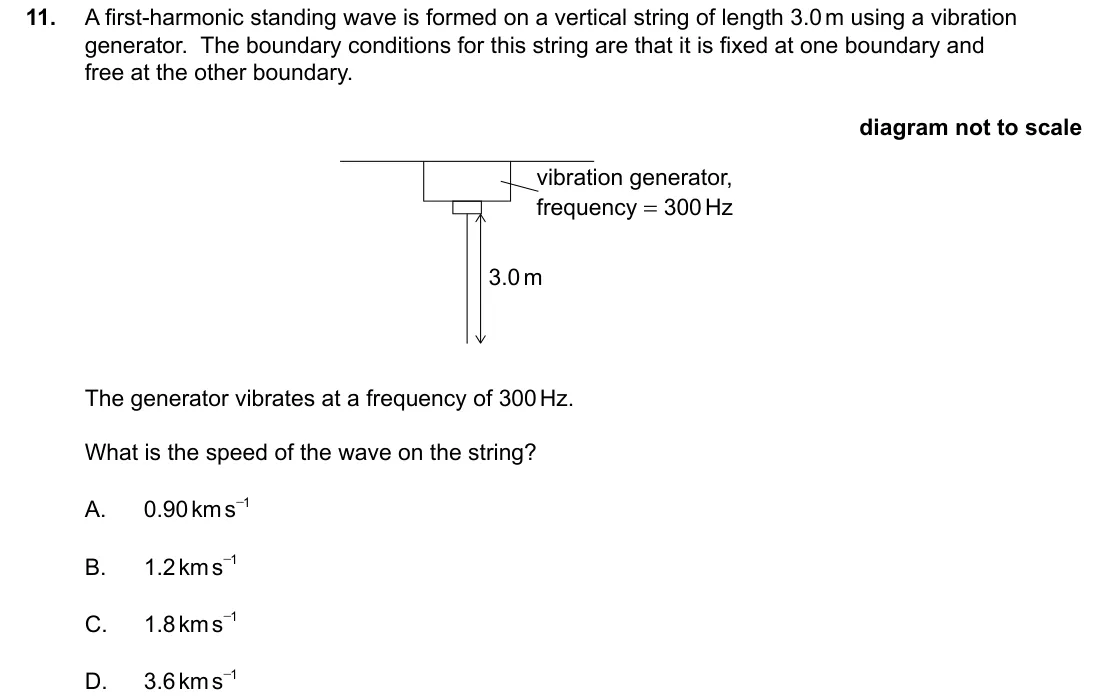 11. A first-harmonic standing wave is formed on a vertical string of length 3.0 m using a vibration
generator. The boundary conditions for this string are that it is fixed at one boundary and
free at the other boundary.
diagram not to scale
vibration generator,
frequency = 300 Hz
3.0 m
The generator vibrates at a frequency of 300 Hz.
What is the speed of the wave on the string?
A. 0.90 km s⁻¹
B. 1.2 km s⁻¹
C. 1.8 km s⁻¹
D. 3.6 km s⁻¹